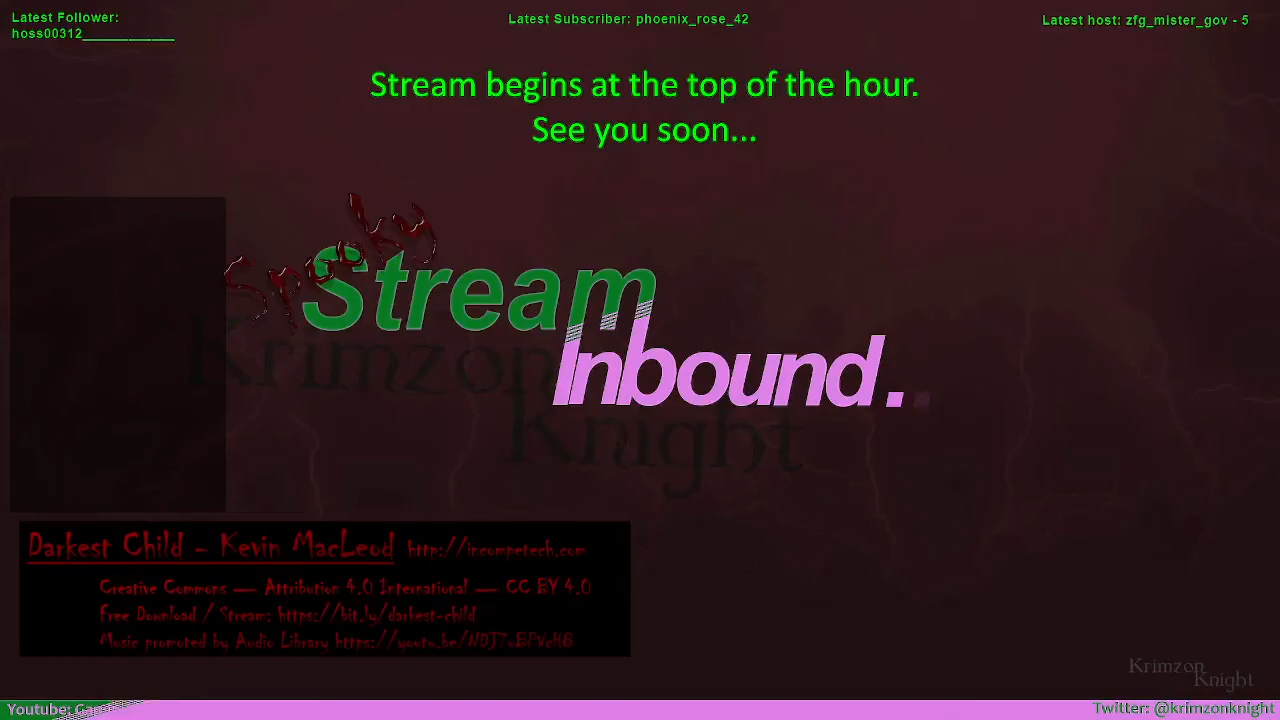 Latest Follower:
hoss00312____________
Latest Subscriber: phoenix_rose_42
Latest host: zfg_mister_gov - 5
Stream begins at the top of the hour.
See you soon...
Spooky
Stream
Inbound..
Krimzon
Knight
Darkest Child - Kevin MacLeod http://incompetech.com
Creative Commons — Attribution 4.0 International — CC BY 4.0
Free Download / Stream: https://bit.ly/darkest-child
Music promoted by Audio Library
Krimzon
Knight
Youtube:
Twitter: @krimzonknight